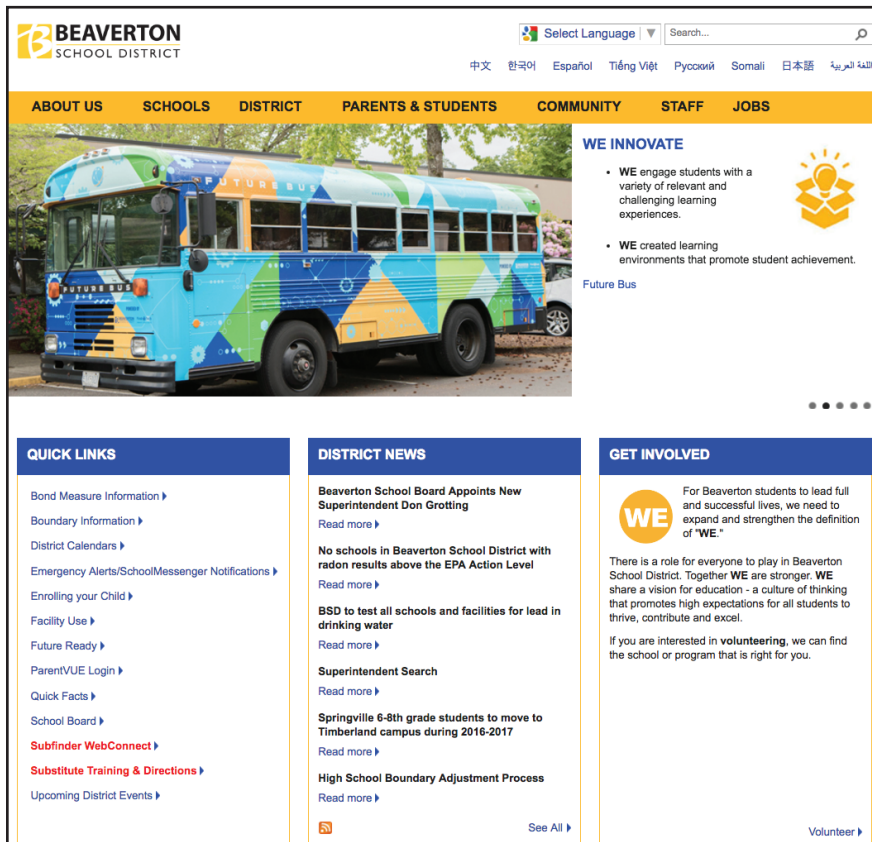 BEAVERTON
SCHOOL DISTRICT
Select Language
Search...
中文 한국어 Español Tiếng Việt Русский Somali 日本語 اللغة العربية
ABOUT US SCHOOLS DISTRICT PARENTS & STUDENTS COMMUNITY STAFF JOBS
FUTURE BUS
FUTURE BUS
WE INNOVATE
• WE engage students with a
variety of relevant and
challenging learning
experiences.
• WE created learning
environments that promote student achievement.
Future Bus
QUICK LINKS
Bond Measure Information
Boundary Information
District Calendars
Emergency Alerts/SchoolMessenger Notifications
Enrolling your Child
Facility Use
Future Ready
ParentVUE Login
Quick Facts
School Board
Subfinder WebConnect
Substitute Training & Directions
Upcoming District Events
DISTRICT NEWS
Beaverton School Board Appoints New
Superintendent Don Grotting
Read more
No schools in Beaverton School District with
radon results above the EPA Action Level
Read more
BSD to test all schools and facilities for lead in
drinking water
Read more
Superintendent Search
Read more
Springville 6-8th grade students to move to
Timberland campus during 2016-2017
Read more
High School Boundary Adjustment Process
Read more
See All
GET INVOLVED
WE
For Beaverton students to lead full
and successful lives, we need to
expand and strengthen the definition
of "WE."
There is a role for everyone to play in Beaverton
School District. Together WE are stronger. WE
share a vision for education - a culture of thinking
that promotes high expectations for all students to
thrive, contribute and excel.
If you are interested in volunteering, we can find
the school or program that is right for you.
Volunteer